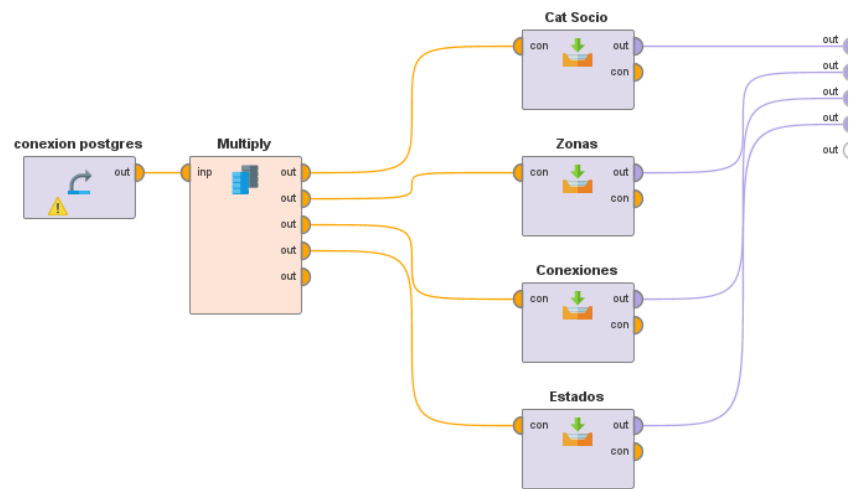 Cat Socio
con
out
con
out
out
out
out
out
conexion postgres
out
Multiply
inp
out
out
out
out
out
Zonas
con
out
con
Conexiones
con
out
con
Estados
con
out
con